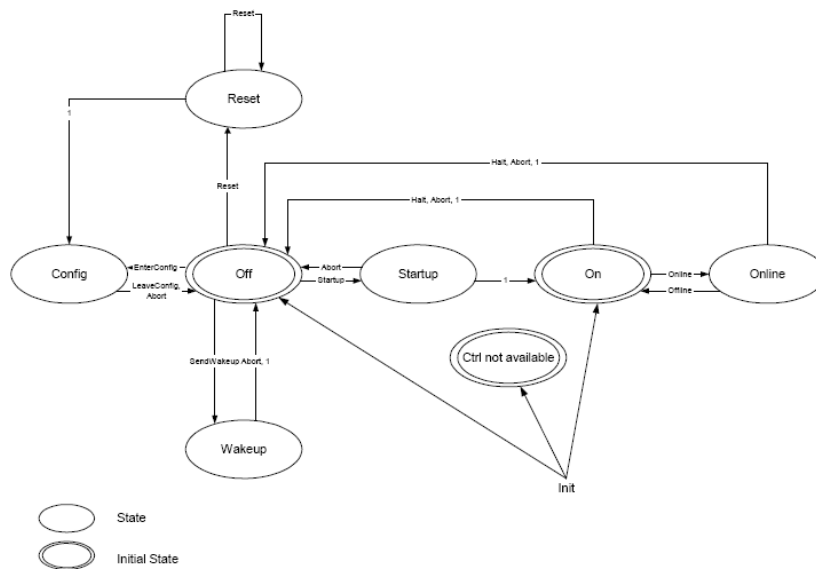 Reset
Reset
1
Halt, Abort, 1
Reset
Halt, Abort, 1
Config
EnterConfig
LeaveConfig,
Abort
Off
Abort
Startup
Startup
1
On
Online
Offline
Online
Ctrl not available
SendWakeup Abort, 1
Wakeup
Init
State
Initial State